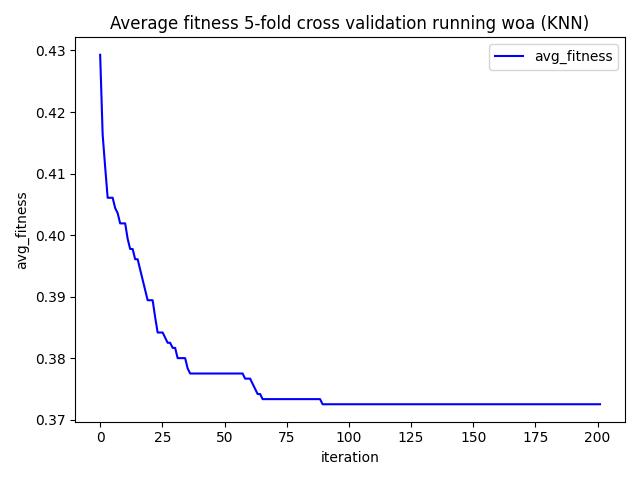 Average fitness 5-fold cross validation running woa (KNN)
avg_fitness
0.43
0.42
0.41
0.40
0.39
0.38
0.37
avg_fitness
0 25 50 75 100 125 150 175 200
iteration